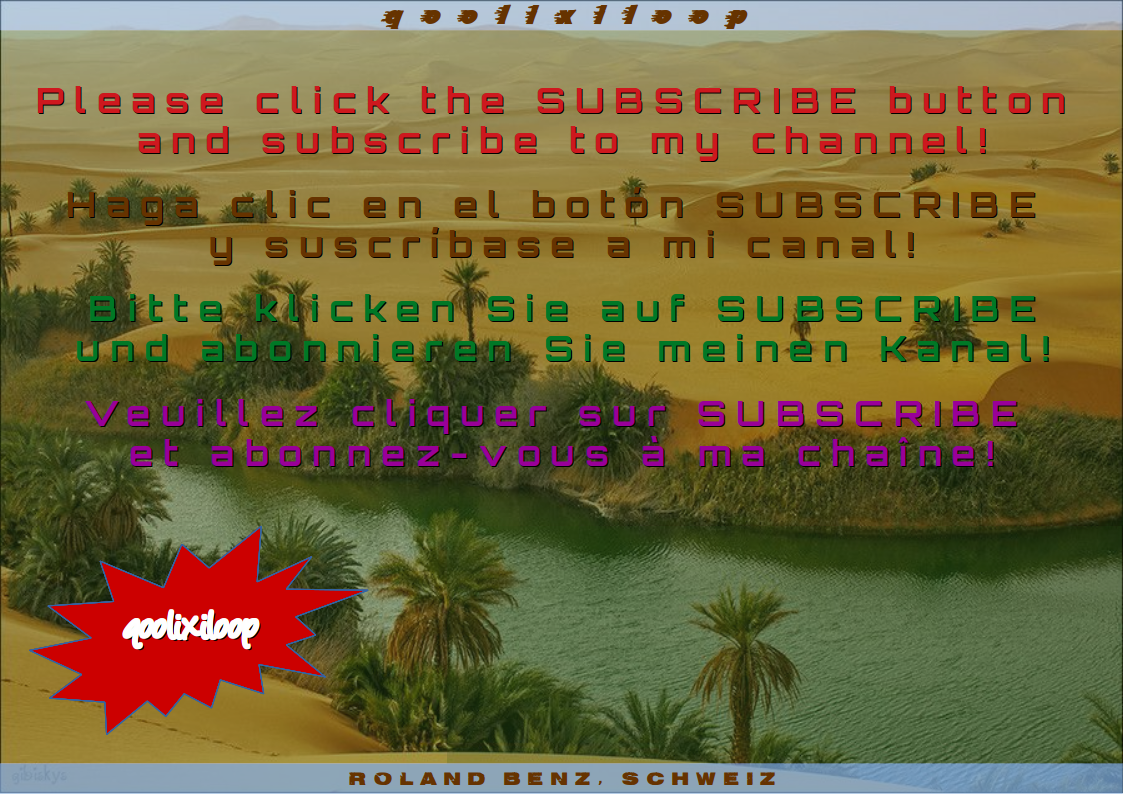 qoolixiloop
Please click the SUBSCRIBE button
and subscribe to my channel!
Haga clic en el botón SUBSCRIBE
y suscríbase a mi canal!
Bitte klicken Sie auf SUBSCRIBE
und abonnieren Sie meinen Kanal!
Veuillez cliquer sur SUBSCRIBE
et abonnez-vous à ma chaîne!
qoolixiloop
ROLAND BENZ, SCHWEIZ